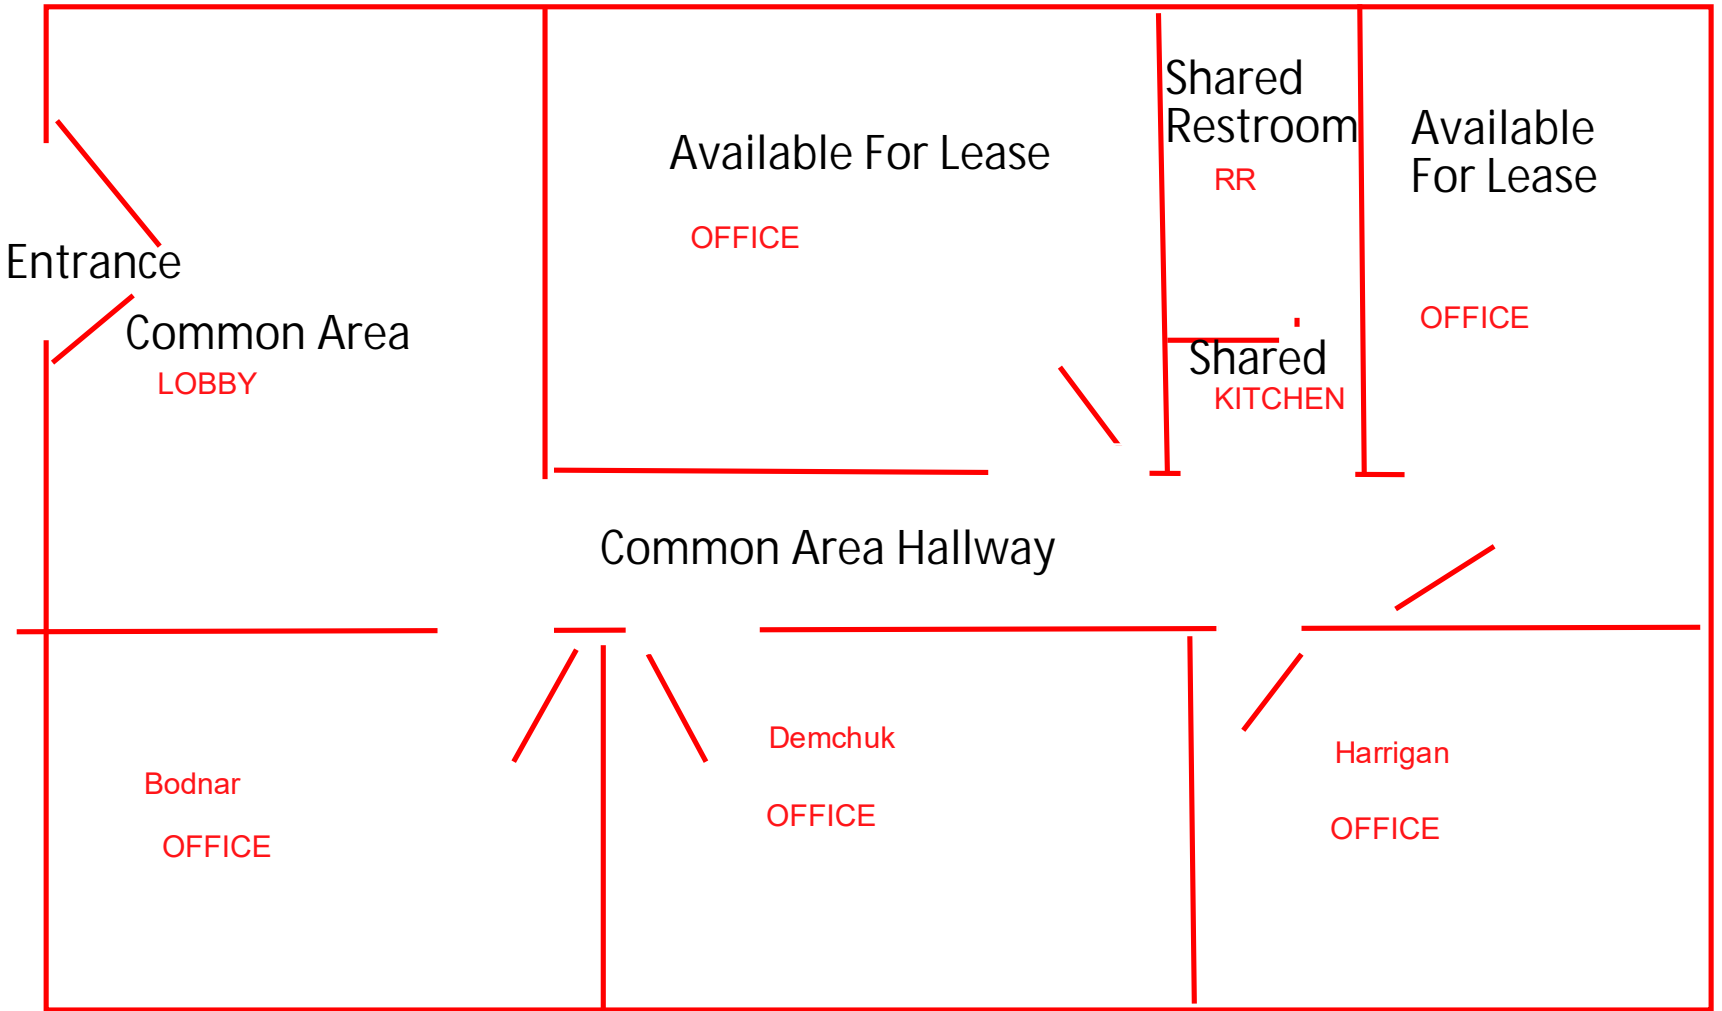 Shared
Restroom
RR
Available For Lease
OFFICE
Available
For Lease
OFFICE
Entrance
Common Area
LOBBY
Shared
KITCHEN
Common Area Hallway
Bodnar
OFFICE
Demchuk
OFFICE
Harrigan
OFFICE